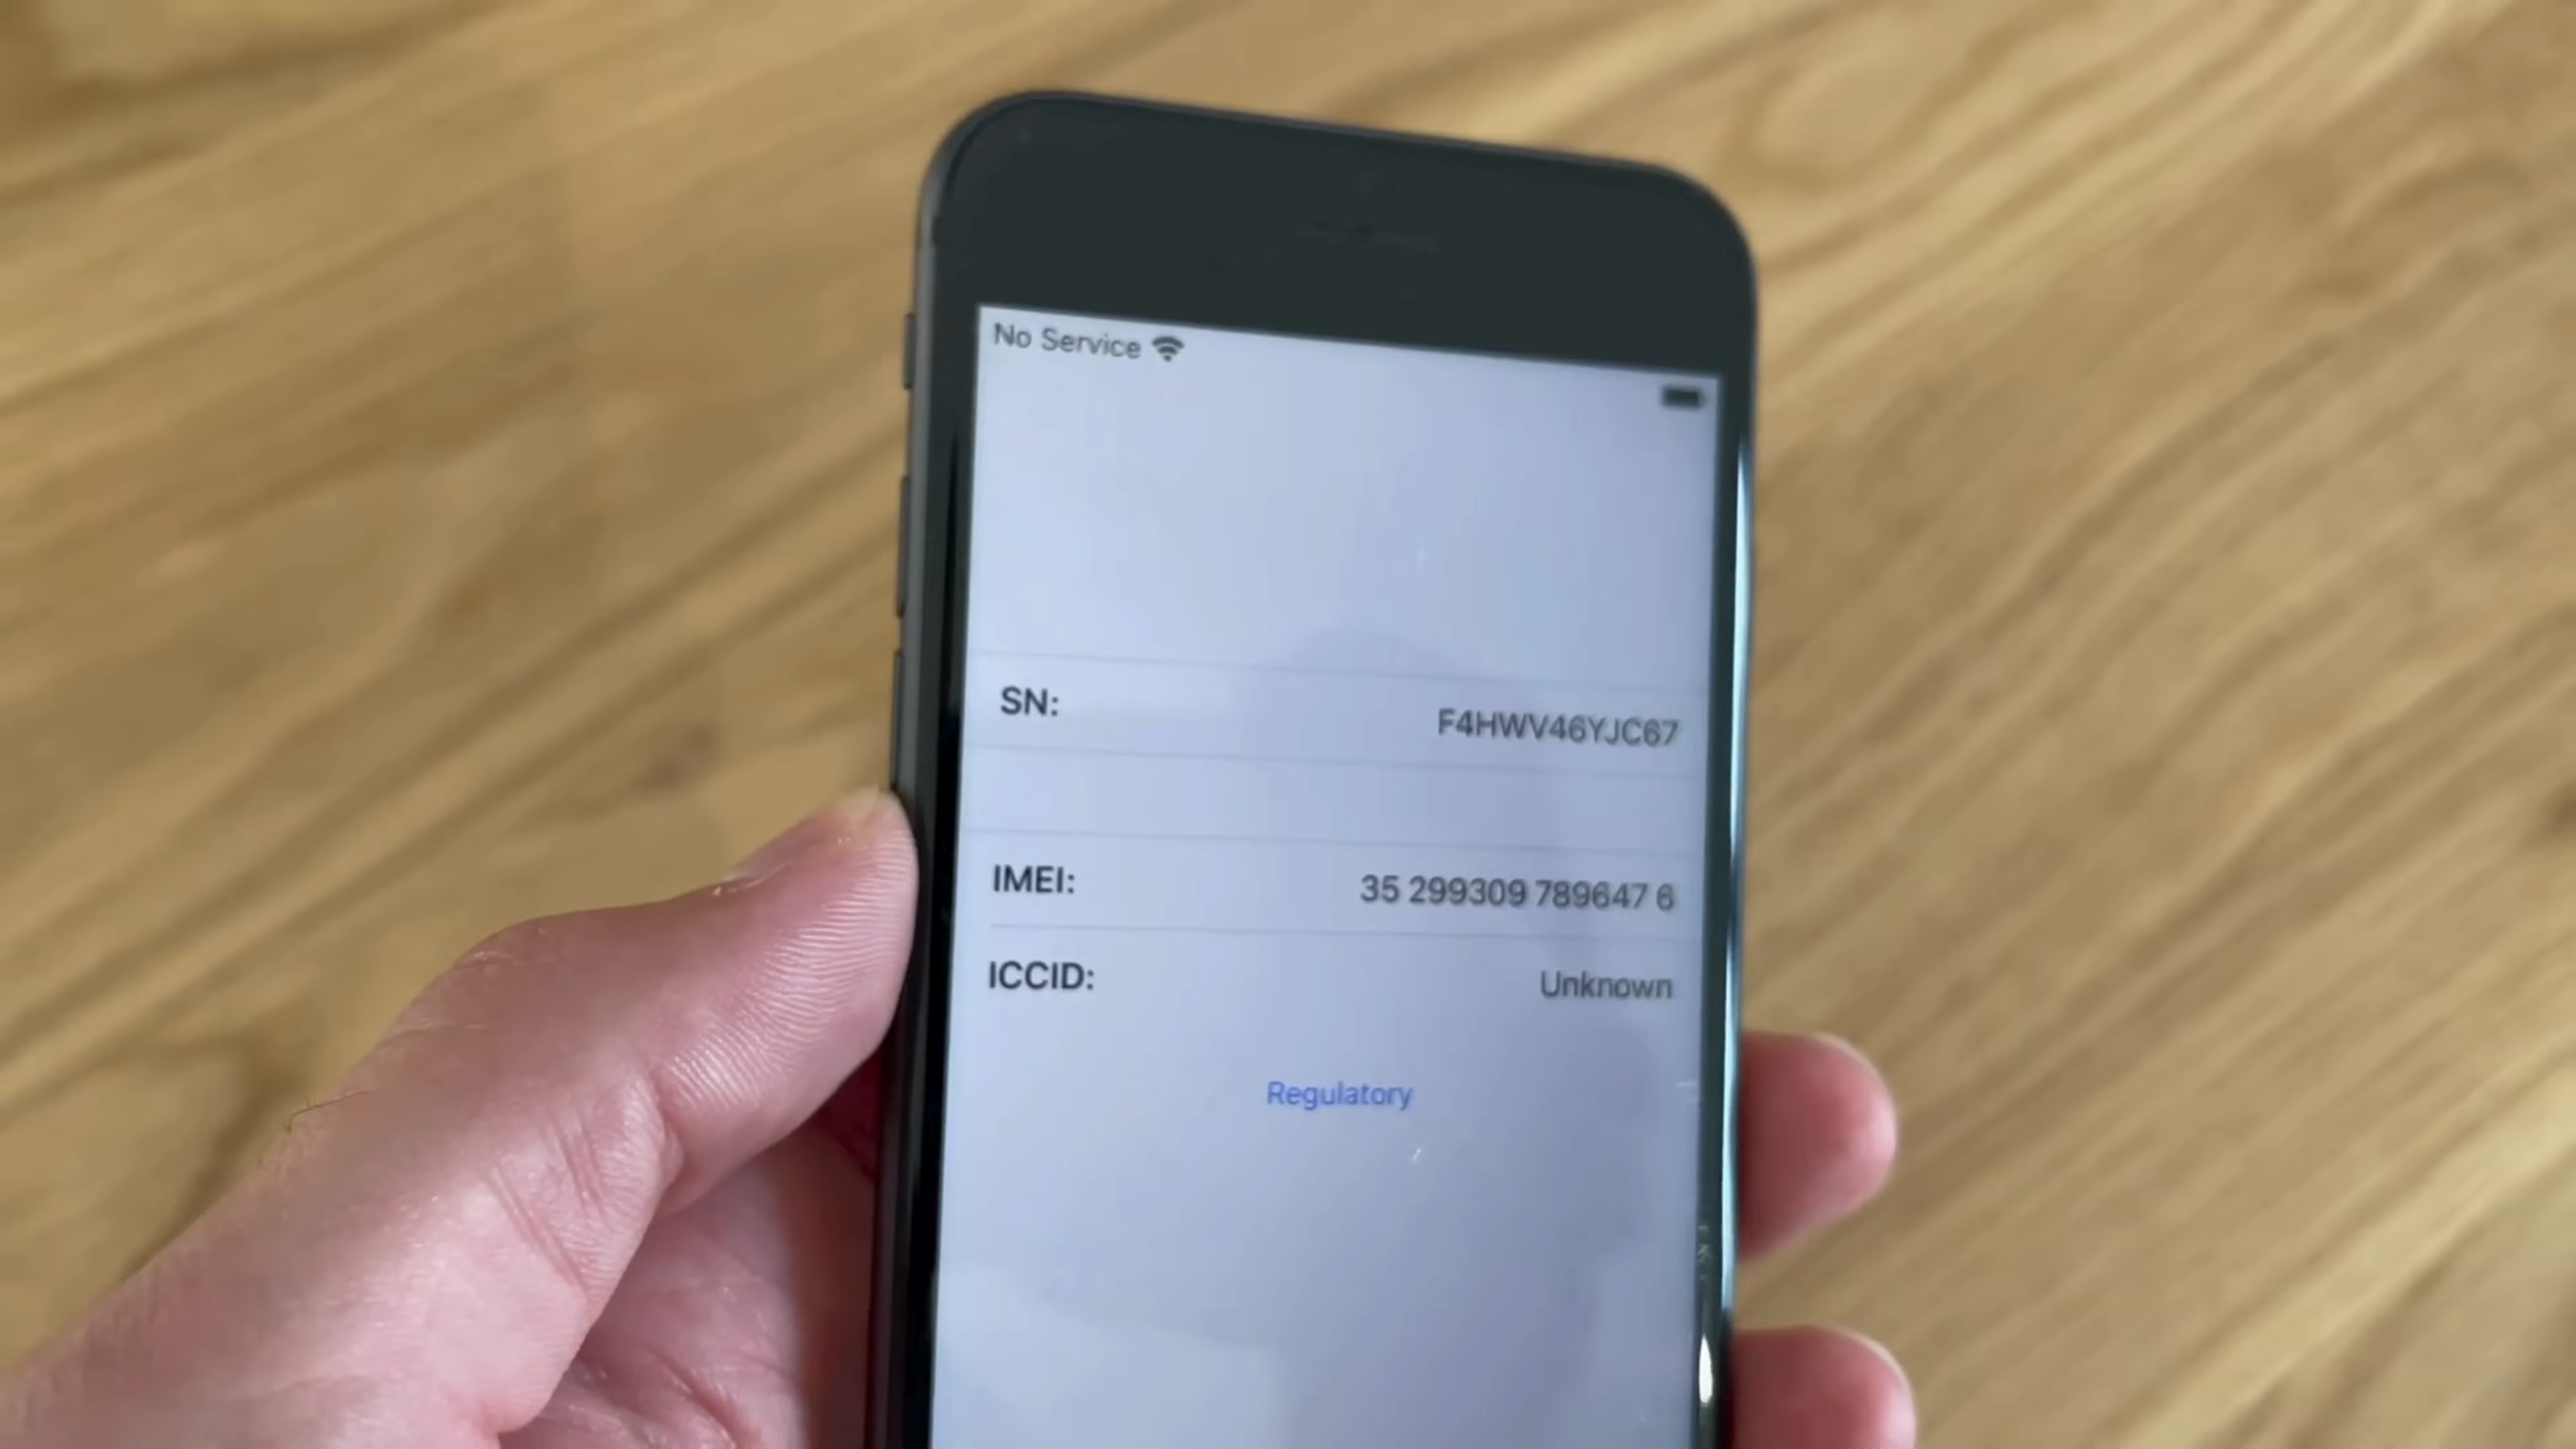 No Service
SN: F4HWV46YJC67
IMEI: 35 299309 789647 6
ICCID: Unknown
Regulatory